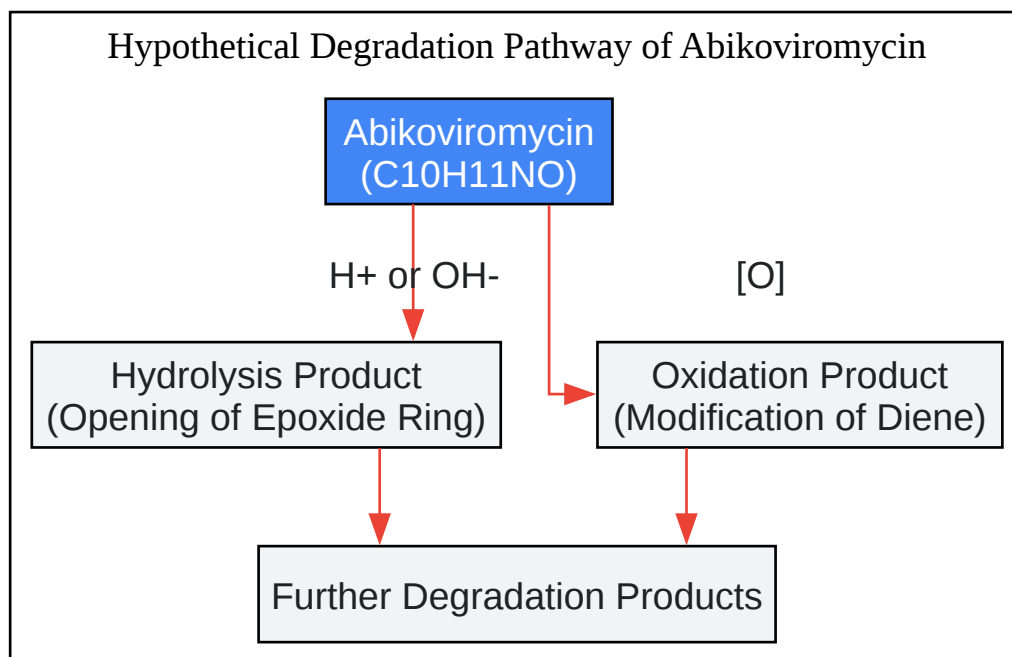 Hypothetical Degradation Pathway of Abikoviromycin
Abikoviromycin
(C10H11NO)
H+ or OH-
[O]
Hydrolysis Product
(Opening of Epoxide Ring)
Oxidation Product
(Modification of Diene)
Further Degradation Products